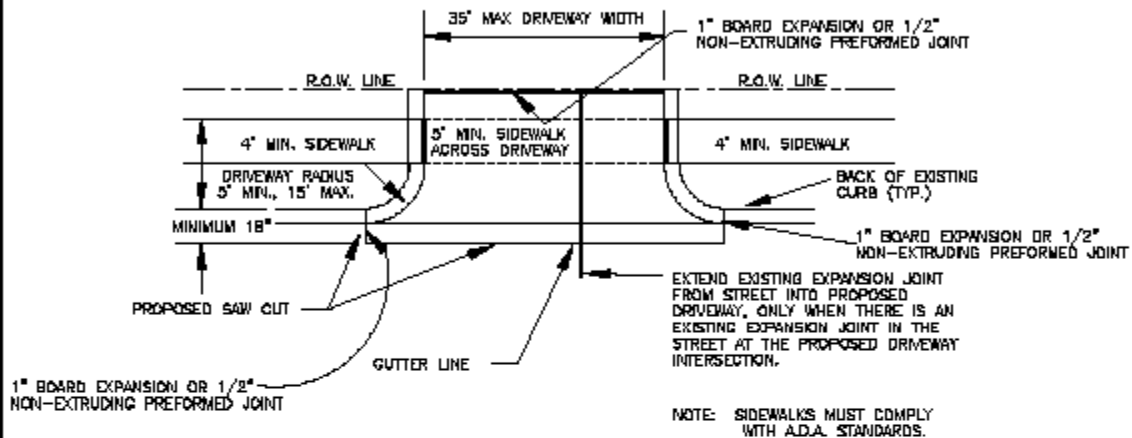 35' MAX DRIVEWAY WIDTH
1" BOARD EXPANSION OR 1/2"
NON-EXTRUDING PREFORMED JOINT
R.O.W. LINE
R.O.W. LINE
4' MIN. SIDEWALK
5' MIN. SIDEWALK
ACROSS DRIVEWAY
4' MIN. SIDEWALK
DRIVEWAY RADIUS
5' MIN., 15' MAX.
BACK OF EXISTING
CURB (TYP.)
MINIMUM 18"
1" BOARD EXPANSION OR 1/2"
NON-EXTRUDING PREFORMED JOINT
PROPOSED SAW CUT
GUTTER LINE
EXTEND EXISTING EXPANSION JOINT
FROM STREET INTO PROPOSED
DRIVEWAY, ONLY WHEN THERE IS AN
EXISTING EXPANSION JOINT IN THE
STREET AT THE PROPOSED DRIVEWAY
INTERSECTION.
1" BOARD EXPANSION OR 1/2"
NON-EXTRUDING PREFORMED JOINT
NOTE: SIDEWALKS MUST COMPLY
WITH A.D.A. STANDARDS.